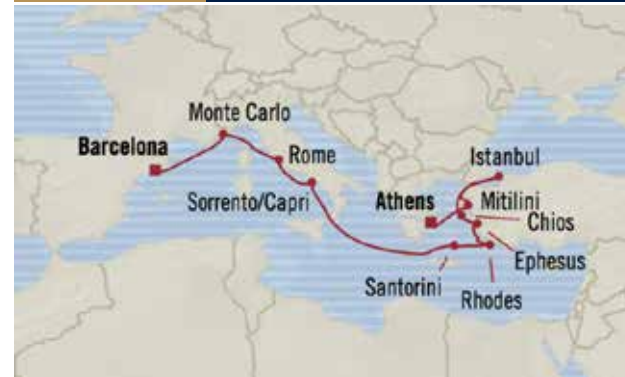 Monte Carlo
Barcelona
Rome
Istanbul
Sorrento/Capri
Athens
Mitilini
Chios
Ephesus
Santorini
Rhodes